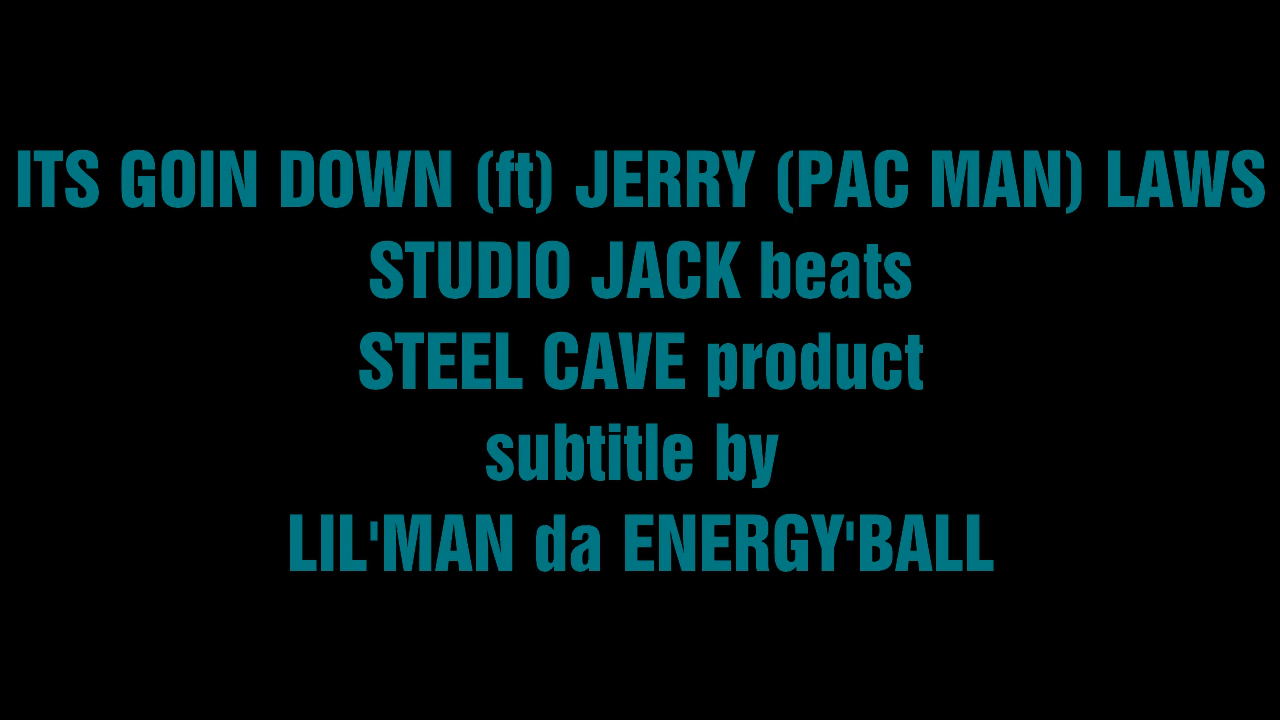 ITS GOIN DOWN (ft) JERRY (PAC MAN) LAWS
STUDIO JACK beats
STEEL CAVE product
subtitle by
LIL'MAN da ENERGY'BALL